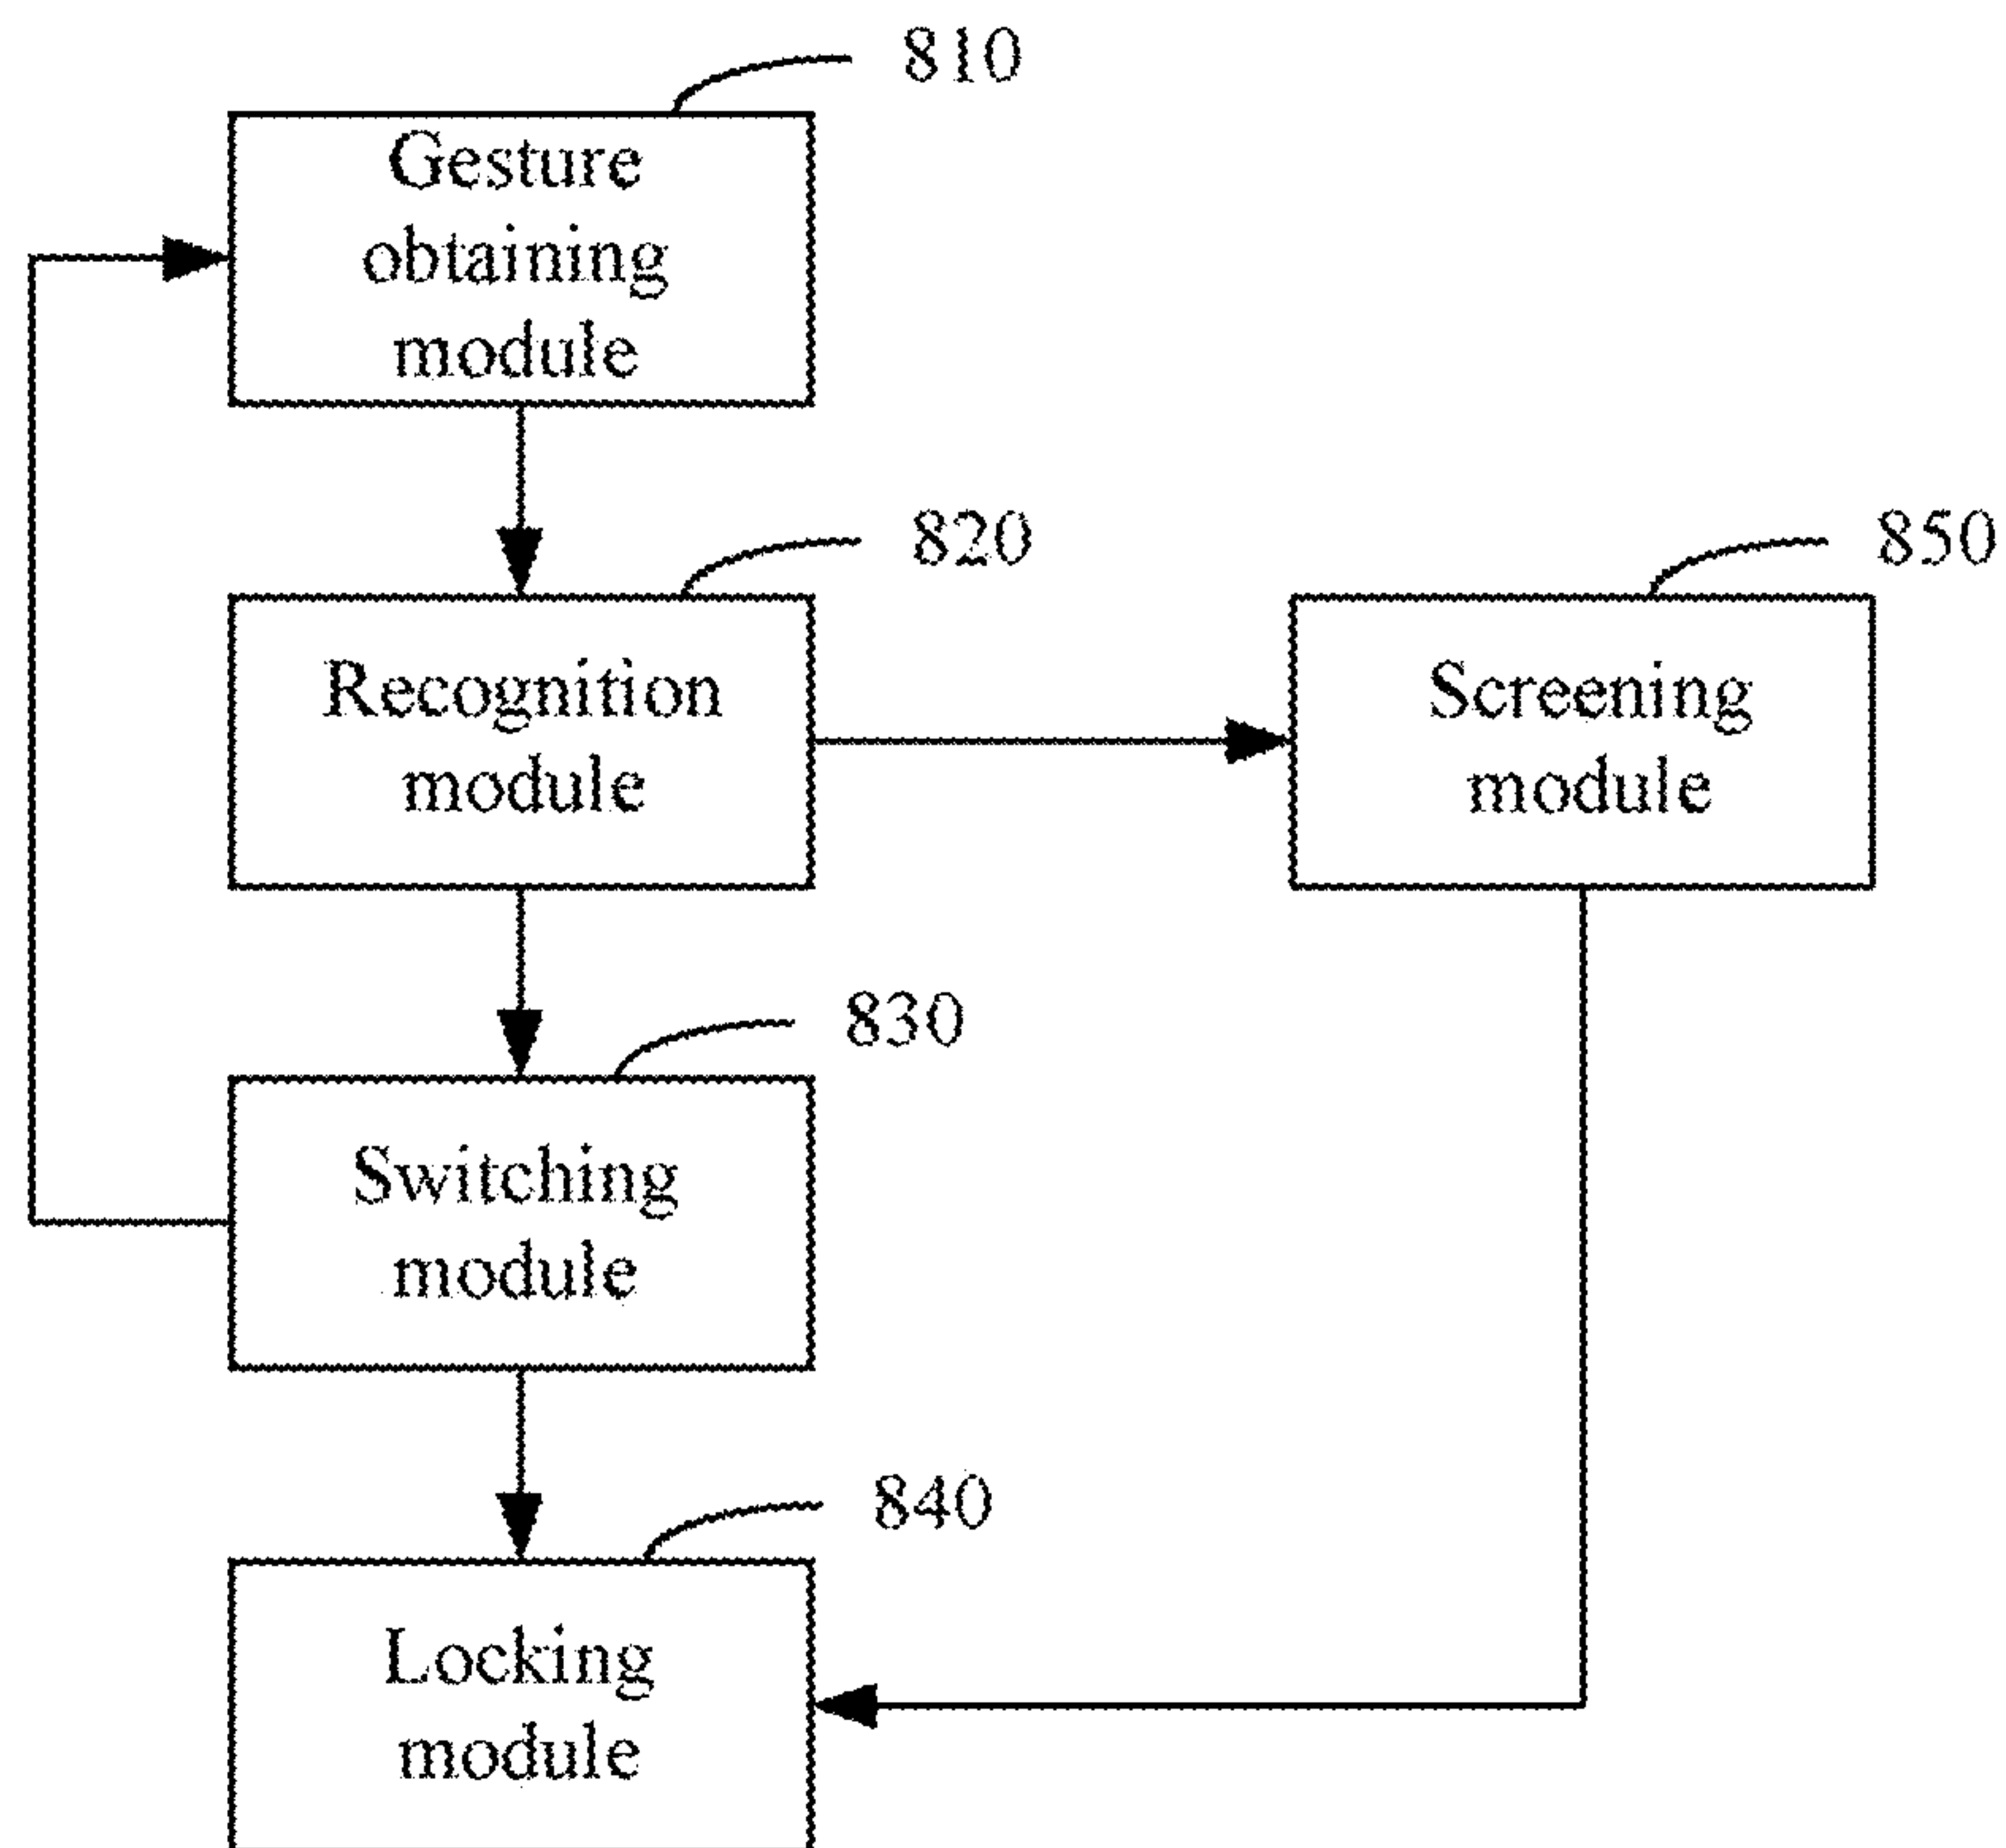 810
Gesture
obtaining
module
820
850
Recognition
module
Screening
module
830
Switching
module
840
Locking
module